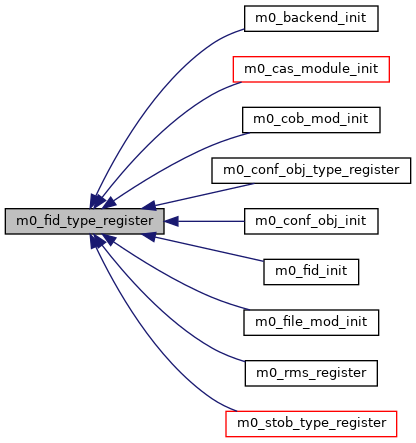 m0_backend_init
m0_cas_module_init
m0_cob_mod_init
m0_conf_obj_type_register
m0_fid_type_register
m0_conf_obj_init
m0_fid_init
m0_file_mod_init
m0_rms_register
m0_stob_type_register